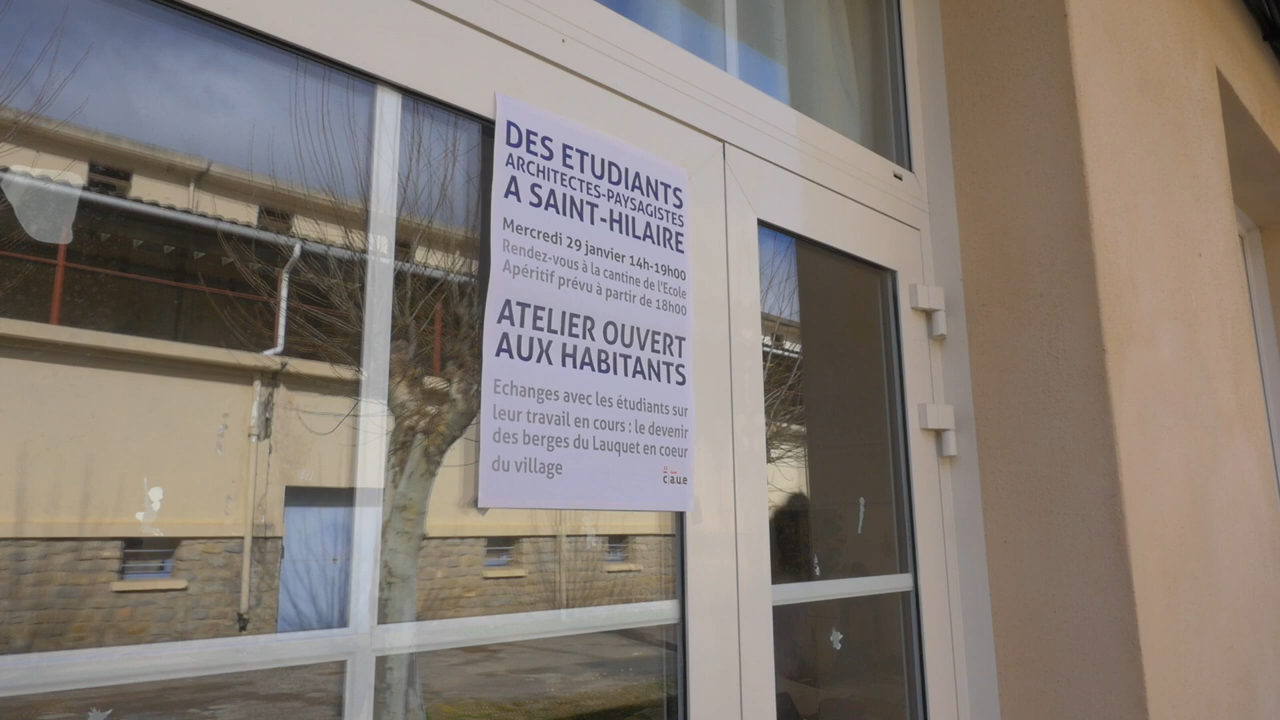 DES ETUDIANTS
ARCHITECTES-PAYSAGISTES
A SAINT-HILAIRE
Mercredi 29 janvier 14h-19h00
Rendez-vous à la cantine de l'Ecole
Apéritif prévu à partir de 18h00
ATELIER OUVERT
AUX HABITANTS
Echanges avec les étudiants sur
leur travail en cours : le devenir
des berges du Lauquet en coeur
du village
c|a.u.e